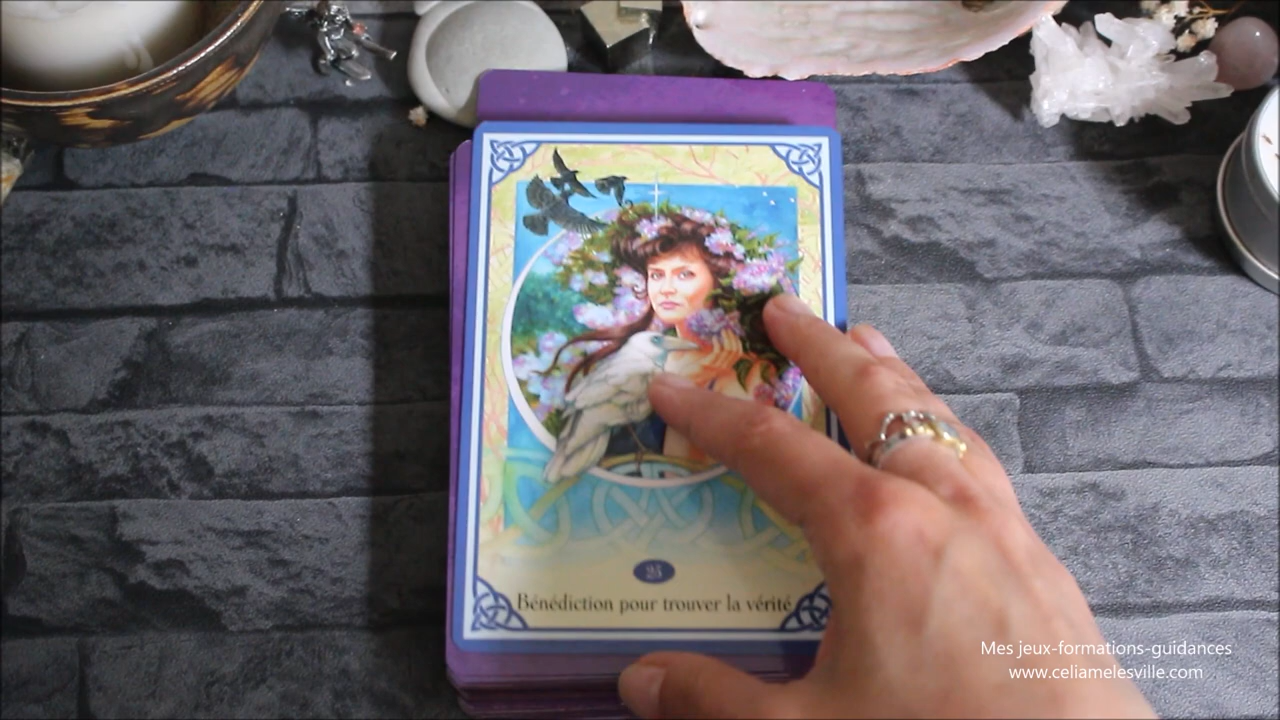 25
Bénédiction pour trouver la vérité
Mes jeux-formations-guidances
www.celiamelesville.com